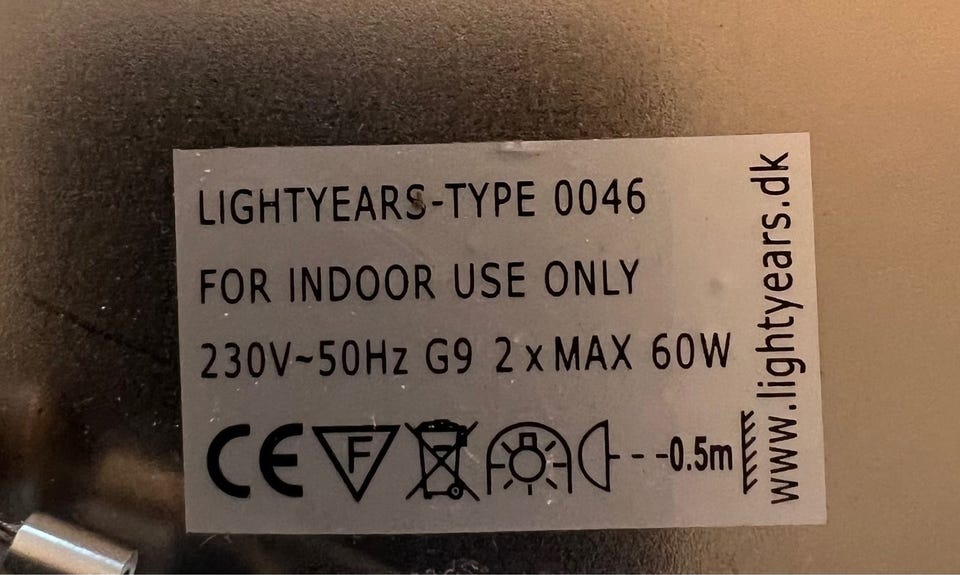 LIGHTYEARS-TYPE 0046
FOR INDOOR USE ONLY
230V~50Hz G9 2 x MAX 60W
CE F ---0.5m
www.lightyears.dk